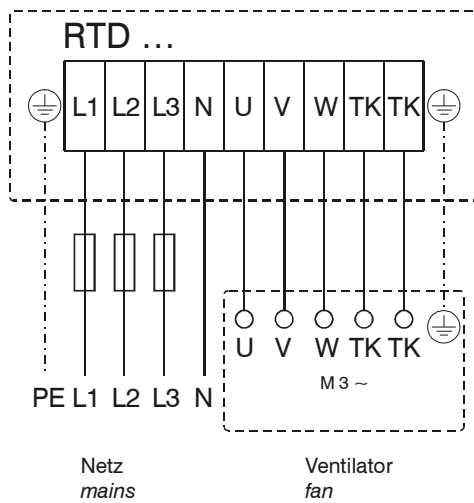 RTD ...
L1 L2 L3 N U V W TK TK
U V W TK TK
M 3 ~
PE L1 L2 L3 N
Netz Ventilator
mains fan